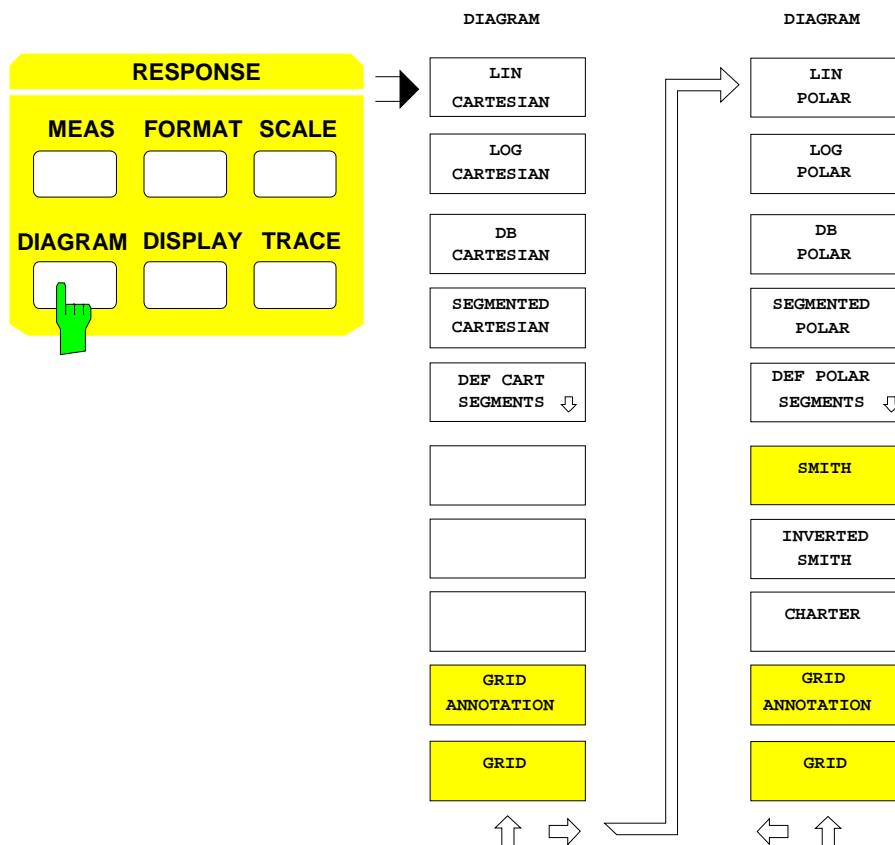 RESPONSE
MEAS FORMAT SCALE
DIAGRAM DISPLAY TRACE
DIAGRAM
LIN
CARTESIAN
LOG
CARTESIAN
DB
CARTESIAN
SEGMENTED
CARTESIAN
DEF CART
SEGMENTS
GRID
ANNOTATION
GRID
DIAGRAM
LIN
POLAR
LOG
POLAR
DB
POLAR
SEGMENTED
POLAR
DEF POLAR
SEGMENTS
SMITH
INVERTED
SMITH
CHARTER
GRID
ANNOTATION
GRID